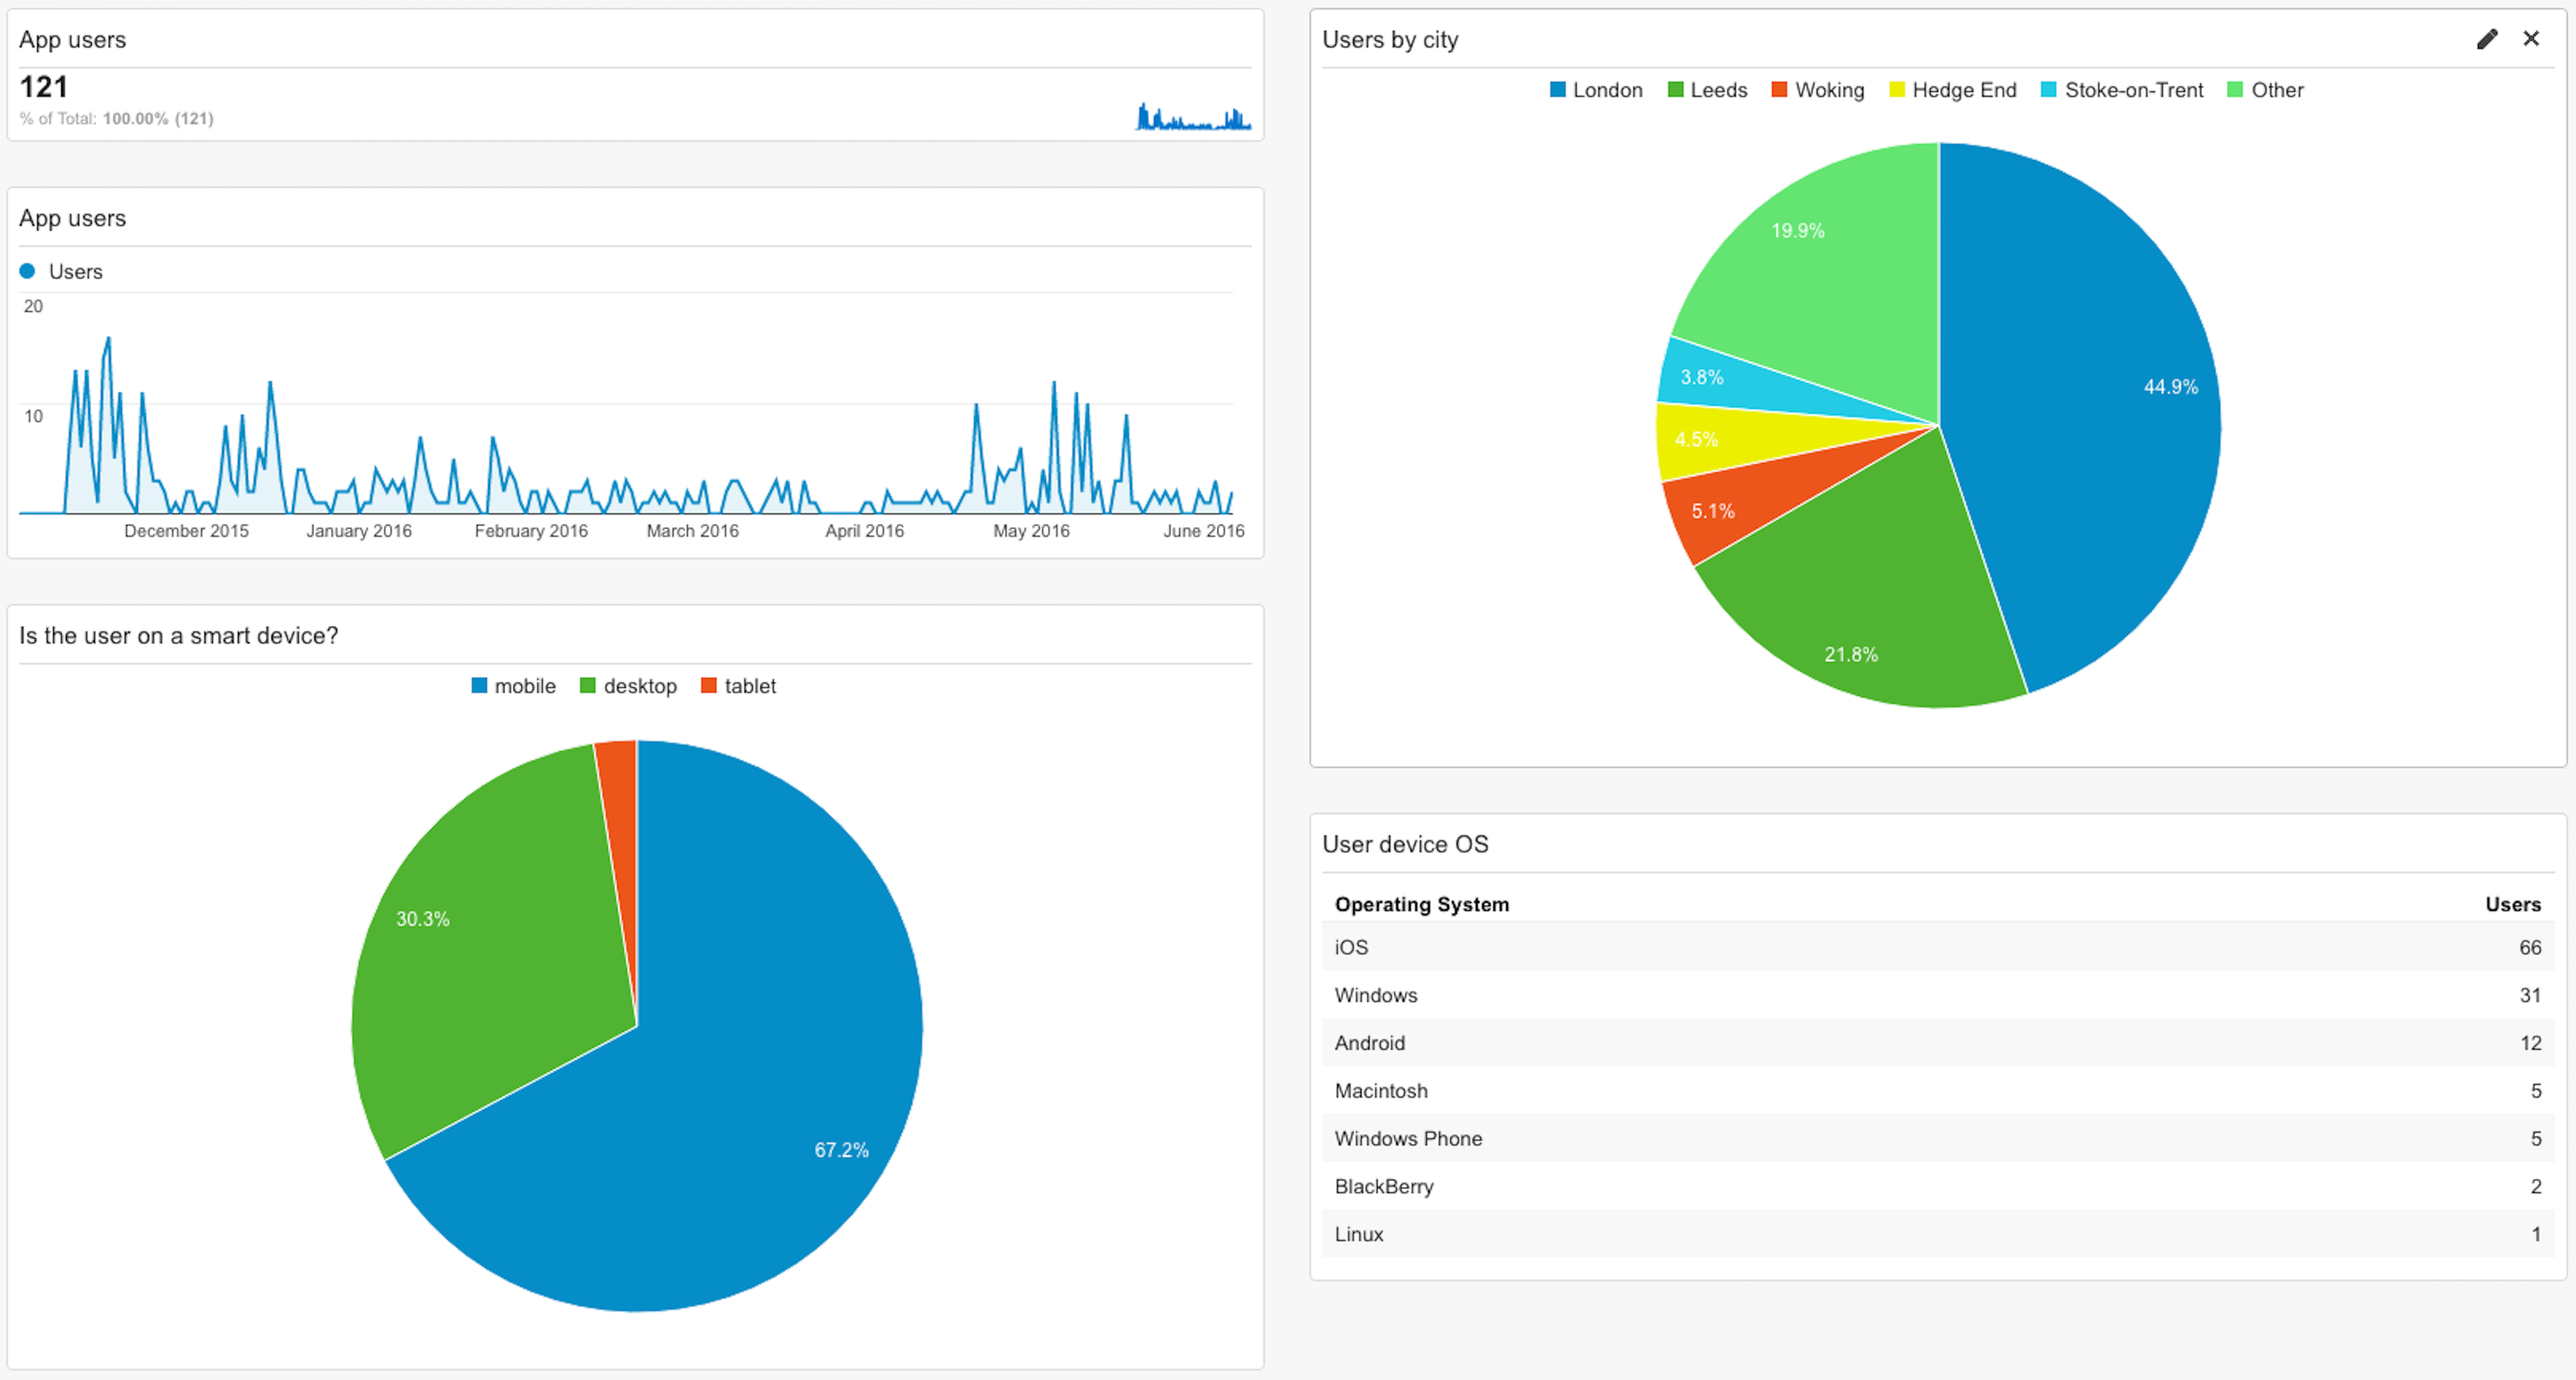 App users
121
% of Total: 100.00% (121)
App users
Users
20
10
December 2015 January 2016 February 2016 March 2016 April 2016 May 2016 June 2016
Is the user on a smart device?
mobile desktop tablet
30.3%
67.2%
Users by city
London Leeds Woking Hedge End Stoke-on-Trent Other
19.9%
44.9%
3.8%
4.5%
5.1%
21.8%
User device OS
Operating System Users
iOS 66
Windows 31
Android 12
Macintosh 5
Windows Phone 5
BlackBerry 2
Linux 1